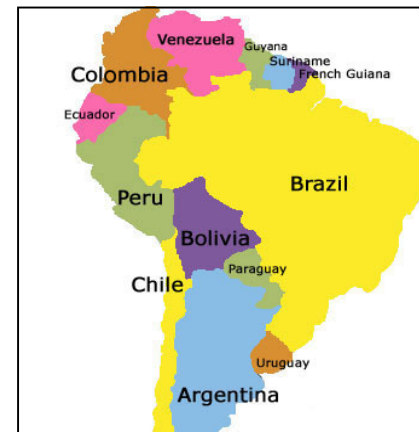 Venezuela
Guyana
Suriname
French Guiana
Colombia
Ecuador
Brazil
Peru
Bolivia
Paraguay
Chile
Uruguay
Argentina